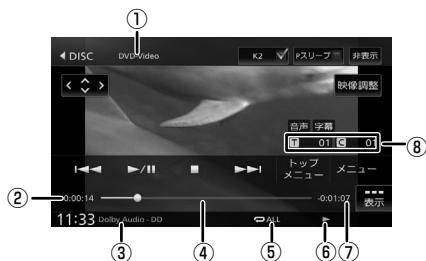 ①
◀ DISC DVD-Video K2 Pスリープ 非表示
映像調整
音声 字幕
T 01 C 01 ⑧
トップメニュー メニュー
② 0:00:14 -0:01:07 表示
11:33 Dolby Audio - DD ALL
③ ④ ⑤ ⑥ ⑦